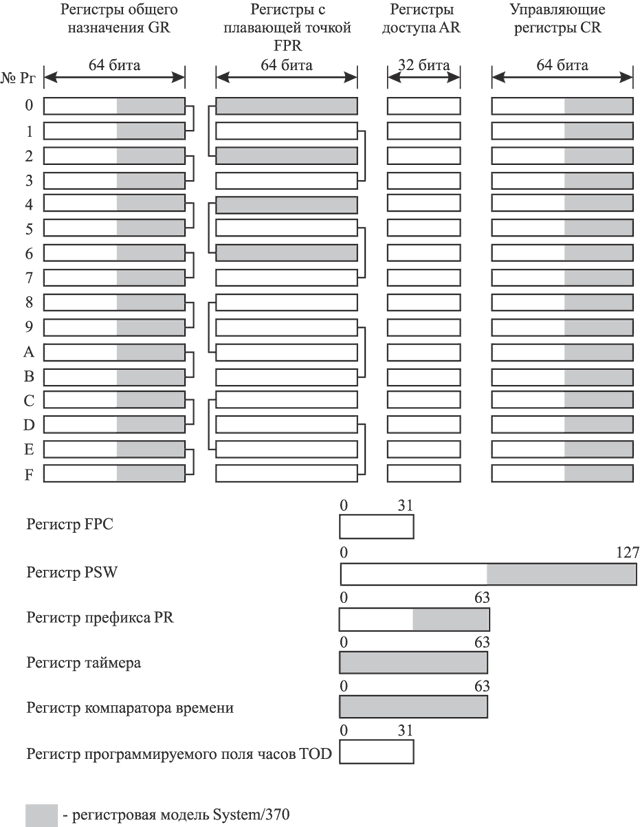 Регистры общего назначения GR
Регистры с плавающей точкой FPR
Регистры доступа AR
Управляющие регистры CR
№ Рг
64 бита
64 бита
32 бита
64 бита
0
1
2
3
4
5
6
7
8
9
A
B
C
D
E
F
0 31
Регистр FPC
0 127
Регистр PSW
0 63
Регистр префикса PR
0 63
Регистр таймера
0 63
Регистр компаратора времени
0 31
Регистр программируемого поля часов TOD
- регистровая модель System/370